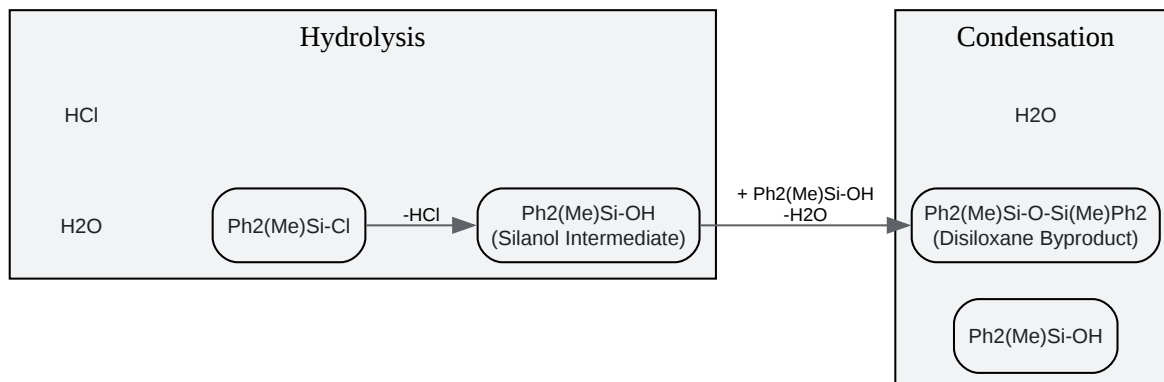 Hydrolysis
HCl
H2O
Ph2(Me)Si-Cl
-HCl
Ph2(Me)Si-OH
(Silanol Intermediate)
+ Ph2(Me)Si-OH
-H2O
Condensation
H2O
Ph2(Me)Si-O-Si(Me)Ph2
(Disiloxane Byproduct)
Ph2(Me)Si-OH